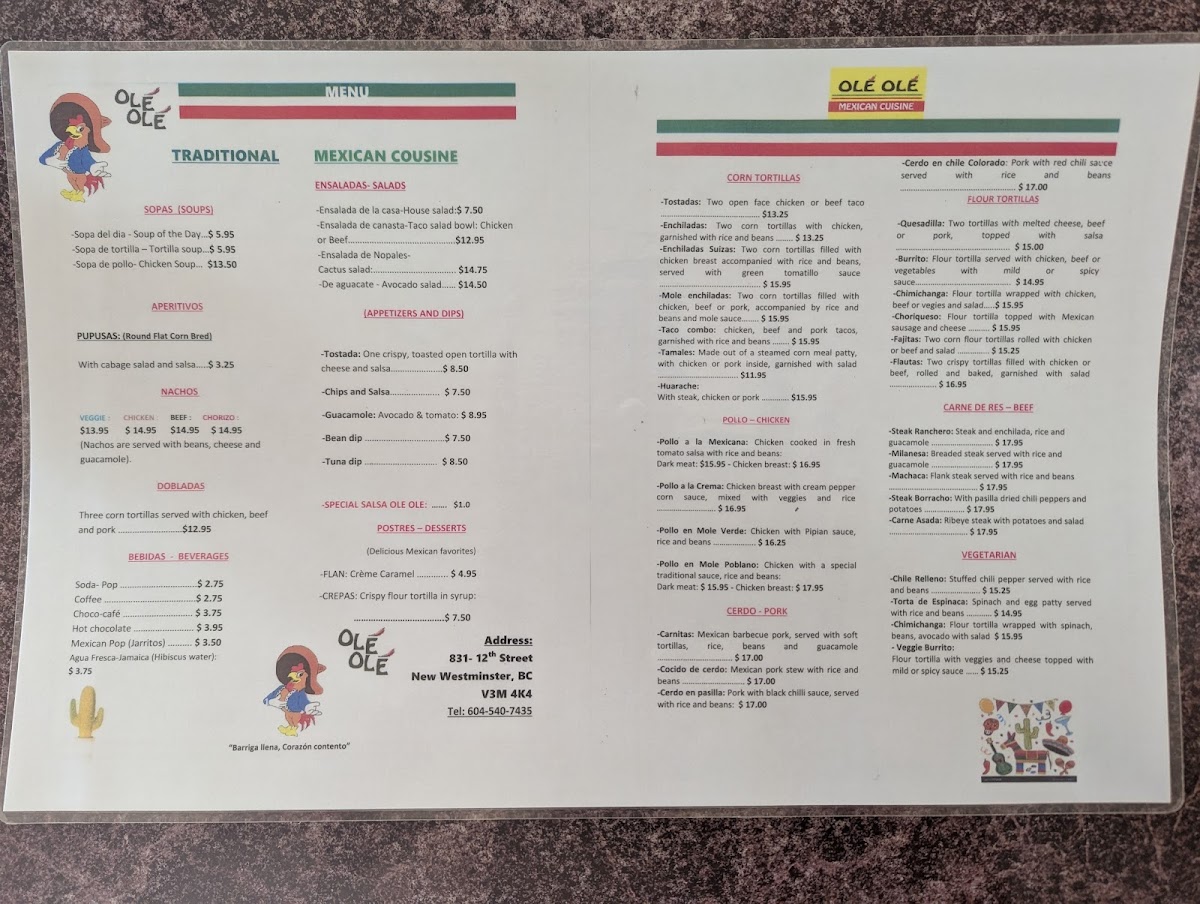 OLÉ
OLÉ
MENU
TRADITIONAL MEXICAN COUSINE
SOPAS (SOUPS)
-Sopa del dia - Soup of the Day...$ 5.95
-Sopa de tortilla – Tortilla soup...$ 5.95
-Sopa de pollo- Chicken Soup... $13.50
APERITIVOS
PUPUSAS: (Round Flat Corn Bred)
With cabage salad and salsa.....$ 3.25
NACHOS
VEGGIE : CHICKEN : BEEF : CHORIZO :
$13.95 $ 14.95 $14.95 $ 14.95
(Nachos are served with beans, cheese and
guacamole).
DOBLADAS
Three corn tortillas served with chicken, beef
and pork ..........................$12.95
BEBIDAS - BEVERAGES
Soda- Pop ...............................$ 2.75
Coffee ......................................$ 2.75
Choco-café ..............................$ 3.75
Hot chocolate .........................$ 3.95
Mexican Pop (Jarritos) .......... $ 3.50
Agua Fresca-Jamaica (Hibiscus water):
$ 3.75
ENSALADAS- SALADS
-Ensalada de la casa-House salad:$ 7.50
-Ensalada de canasta-Taco salad bowl: Chicken
or Beef......................................$12.95
-Ensalada de Nopales-
Cactus salad:........................ $14.75
-De aguacate - Avocado salad...... $14.50
(APPETIZERS AND DIPS)
-Tostada: One crispy, toasted open tortilla with
cheese and salsa....................$ 8.50
-Chips and Salsa...................... $ 7.50
-Guacamole: Avocado & tomato: $ 8.95
-Bean dip ................................$ 7.50
-Tuna dip ............................. $ 8.50
-SPECIAL SALSA OLE OLE: ....... $1.0
POSTRES – DESSERTS
(Delicious Mexican favorites)
-FLAN: Crème Caramel ............ $ 4.95
-CREPAS: Crispy flour tortilla in syrup:
....................................$ 7.50
OLÉ
OLÉ
Address:
831- 12th Street
New Westminster, BC
V3M 4K4
Tel: 604-540-7435
"Barriga llena, Corazón contento"
OLÉ OLÉ
MEXICAN CUISINE
CORN TORTILLAS
-Tostadas: Two open face chicken or beef taco
........................................ $13.25
-Enchiladas: Two corn tortillas with chicken,
garnished with rice and beans ........ $ 13.25
-Enchiladas Suizas: Two corn tortillas filled with
chicken breast accompanied with rice and beans,
served with green tomatillo sauce
........................................ $ 15.95
-Mole enchiladas: Two corn tortillas filled with
chicken, beef or pork, accompanied by rice and
beans and mole sauce........ $ 15.95
-Taco combo: chicken, beef and pork tacos,
garnished with rice and beans ........ $ 15.95
-Tamales: Made out of a steamed corn meal patty,
with chicken or pork inside, garnished with salad
................................ $11.95
-Huarache:
With steak, chicken or pork ........... $15.95
POLLO – CHICKEN
-Pollo a la Mexicana: Chicken cooked in fresh
tomato salsa with rice and beans:
Dark meat: $15.95 - Chicken breast: $ 16.95
-Pollo a la Crema: Chicken breast with cream pepper
corn sauce, mixed with veggies and rice
........................ $ 16.95
-Pollo en Mole Verde: Chicken with Pipian sauce,
rice and beans ................ $ 16.25
-Pollo en Mole Poblano: Chicken with a special
traditional sauce, rice and beans:
Dark meat: $ 15.95 - Chicken breast: $ 17.95
CERDO - PORK
-Carnitas: Mexican barbecue pork, served with soft
tortillas, rice, beans and guacamole
............................... $ 17.00
-Cocido de cerdo: Mexican pork stew with rice and
beans ......................... $ 17.00
-Cerdo en pasilla: Pork with black chilli sauce, served
with rice and beans: $ 17.00
-Cerdo en chile Colorado: Pork with red chili sauce
served with rice and beans
.............................................. $ 17.00
FLOUR TORTILLAS
-Quesadilla: Two tortillas with melted cheese, beef
or pork, topped with salsa
............................................. $ 15.00
-Burrito: Flour tortilla served with chicken, beef or
vegetables with mild or spicy
sauce........................................ $ 14.95
-Chimichanga: Flour tortilla wrapped with chicken,
beef or vegies and salad....$ 15.95
-Choriqueso: Flour tortilla topped with Mexican
sausage and cheese .......... $ 15.95
-Fajitas: Two corn flour tortillas rolled with chicken
or beef and salad ................ $ 15.25
-Flautas: Two crispy tortillas filled with chicken or
beef, rolled and baked, garnished with salad
..................... $ 16.95
CARNE DE RES – BEEF
-Steak Ranchero: Steak and enchilada, rice and
guacamole ......................... $ 17.95
-Milanesa: Breaded steak served with rice and
guacamole ......................... $ 17.95
-Machaca: Flank steak served with rice and beans
.................................... $ 17.95
-Steak Borracho: With pasilla dried chili peppers and
potatoes ..................... $ 17.95
-Carne Asada: Ribeye steak with potatoes and salad
................................ $ 17.95
VEGETARIAN
-Chile Relleno: Stuffed chili pepper served with rice
and beans .................... $ 15.25
-Torta de Espinaca: Spinach and egg patty served
with rice and beans ............ $ 14.95
-Chimichanga: Flour tortilla wrapped with spinach,
beans, avocado with salad $ 15.95
- Veggie Burrito:
Flour tortilla with veggies and cheese topped with
mild or spicy sauce ..... $ 15.25